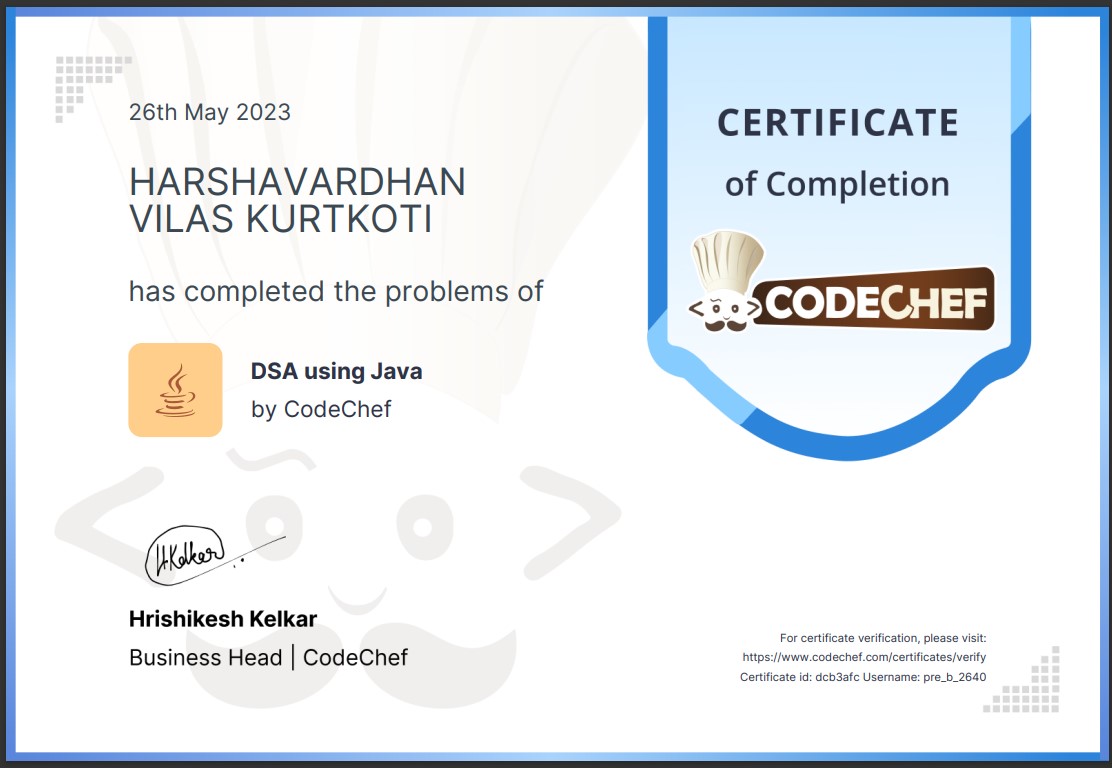 26th May 2023
HARSHAVARDHAN
VILAS KURTKOTI
has completed the problems of
DSA using Java
by CodeChef
H.Kelkar
Hrishikesh Kelkar
Business Head | CodeChef
CERTIFICATE
of Completion
CODECHEF
For certificate verification, please visit:
https://www.codechef.com/certificates/verify
Certificate id: dcb3afc Username: pre_b_2640